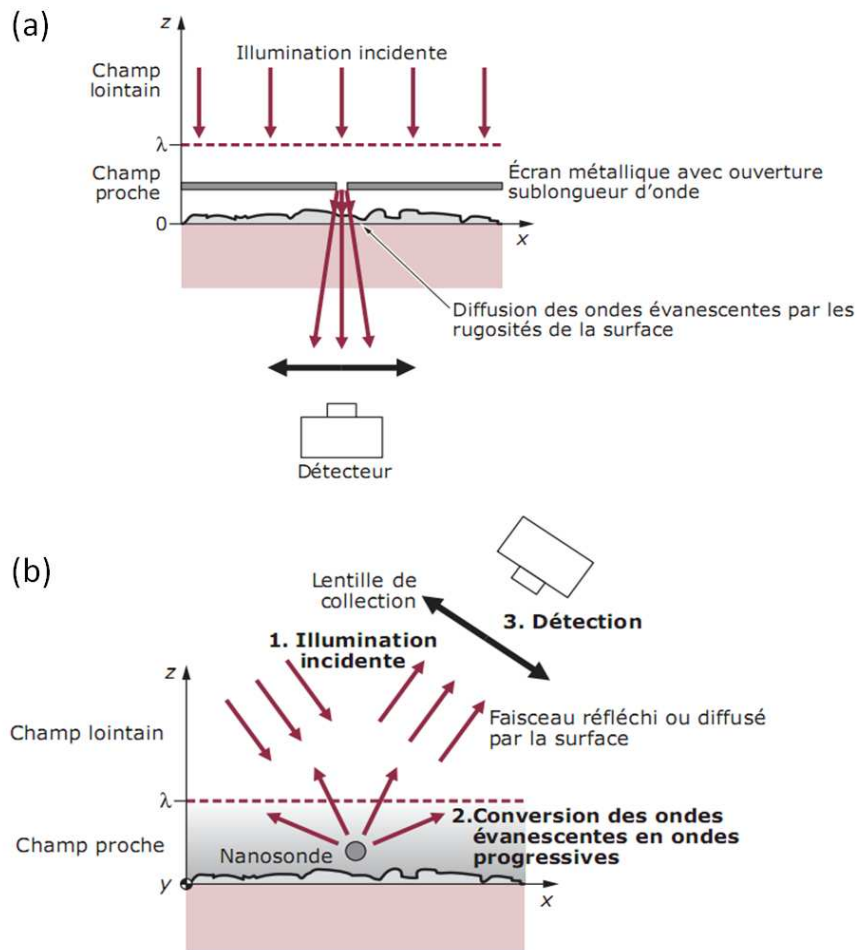 (a)
z
Illumination incidente
Champ
lointain
λ
Champ
proche
Écran métallique avec ouverture
sublongueur d'onde
0
x
Diffusion des ondes évanescentes par les
rugosités de la surface
Détecteur
(b)
Lentille de
collection
3. Détection
1. Illumination
incidente
z
Champ lointain
Faisceau réfléchi ou diffusé
par la surface
λ
2.Conversion des ondes
évanescentes en ondes
progressives
Champ proche
Nanosonde
y
x